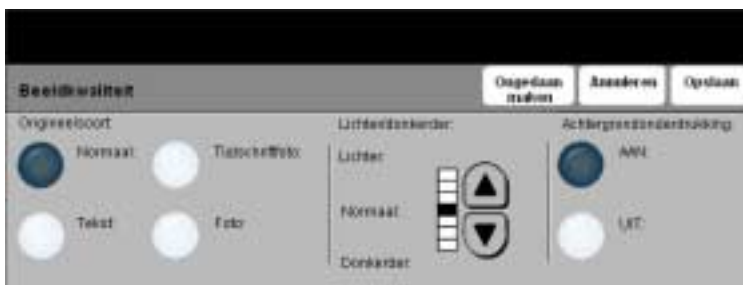 Beeldkwaliteit
Ongedaan maken
Annuleren
Opslaan
Origineelsoort:
Normaal:
Tijdschriftfoto:
Tekst:
Foto:
Lichter/donkerder:
Lichter:
Normaal:
Donkerder:
Achtergrondonderdrukking:
AAN:
UIT: